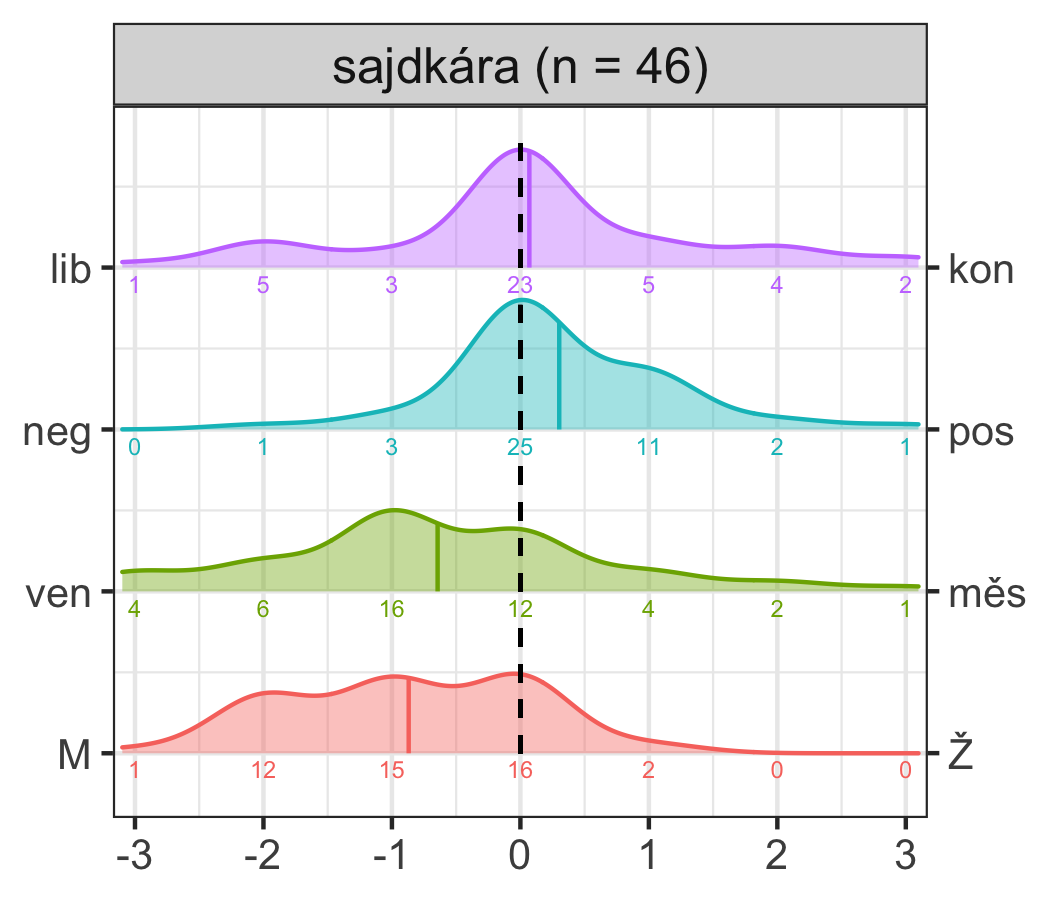 sajdkára (n = 46)
lib kon
1 5 3 23 5 4 2
neg pos
0 1 3 25 11 2 1
ven měs
4 6 16 12 4 2 1
M Ž
1 12 15 16 2 0 0
-3 -2 -1 0 1 2 3